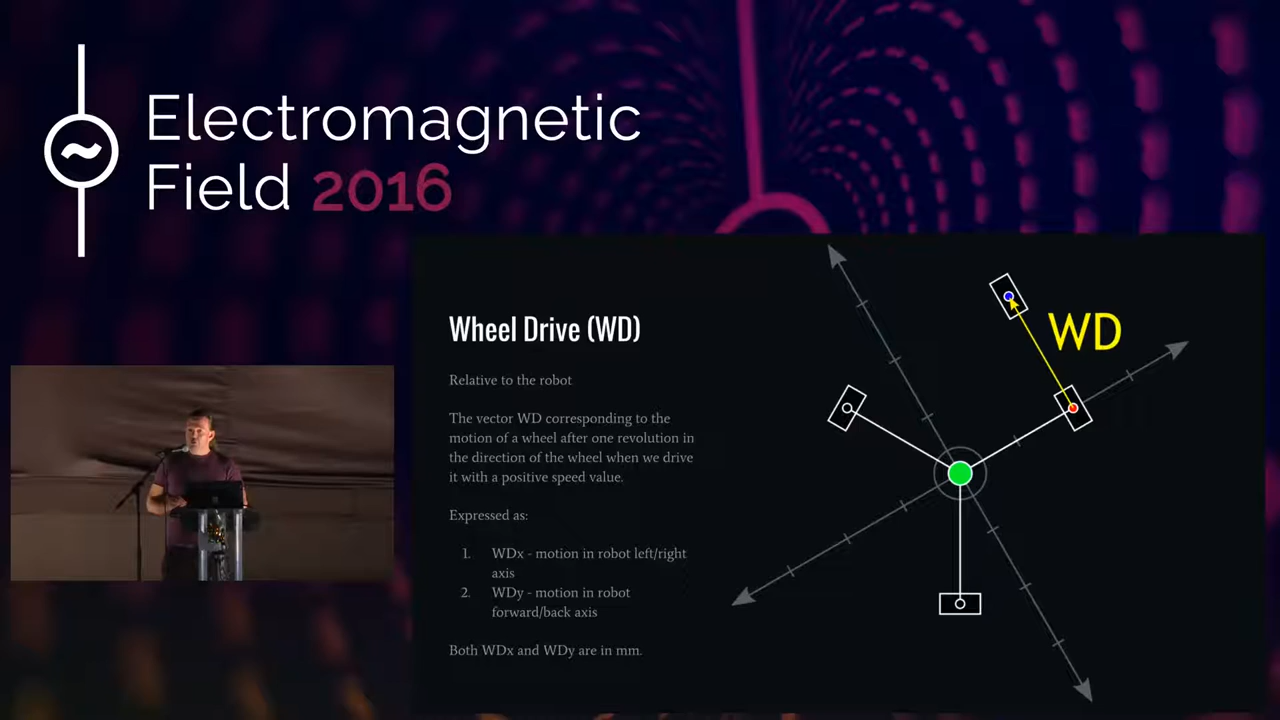 Electromagnetic
Field 2016
Wheel Drive (WD)
Relative to the robot
The vector WD corresponding to the
motion of a wheel after one revolution in
the direction of the wheel when we drive
it with a positive speed value.
Expressed as:
1. WDx - motion in robot left/right
axis
2. WDy - motion in robot
forward/back axis
Both WDx and WDy are in mm.
WD